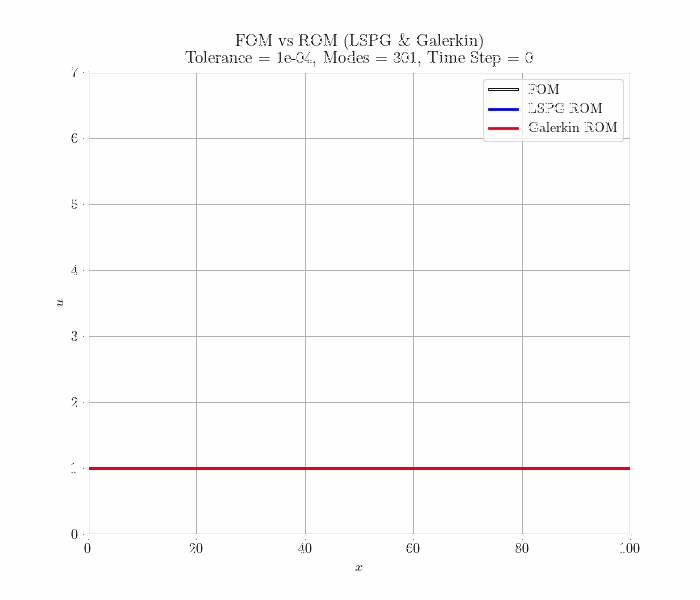 FOM vs ROM (LSPG & Galerkin)
Tolerance = 1e-04, Modes = 301, Time Step = 0
FOM
LSPG ROM
Galerkin ROM
7
6
5
4
3
2
1
0
u
0 20 40 60 80 100
x